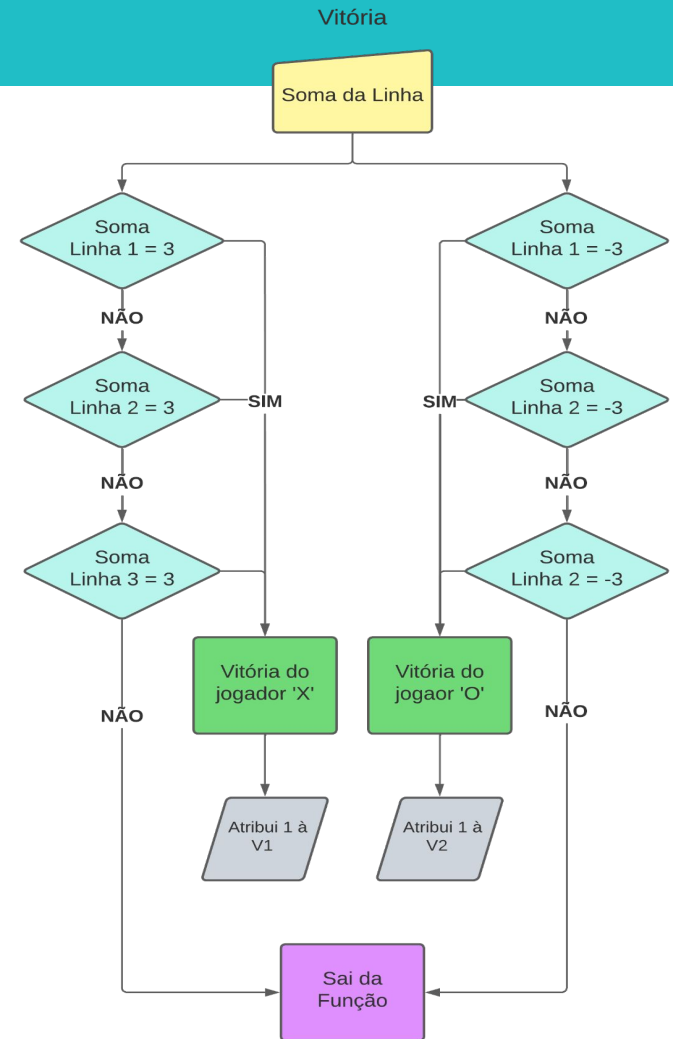 Vitória
Soma da Linha
Soma
Linha 1 = 3
Soma
Linha 1 = -3
NÃO
NÃO
Soma
Linha 2 = 3
SIM
SIM
Soma
Linha 2 = -3
NÃO
NÃO
Soma
Linha 3 = 3
Soma
Linha 2 = -3
Vitória do
jogador 'X'
Vitória do
jogaor 'O'
NÃO
NÃO
Atribui 1 à
V1
Atribui 1 à
V2
Sai da
Função